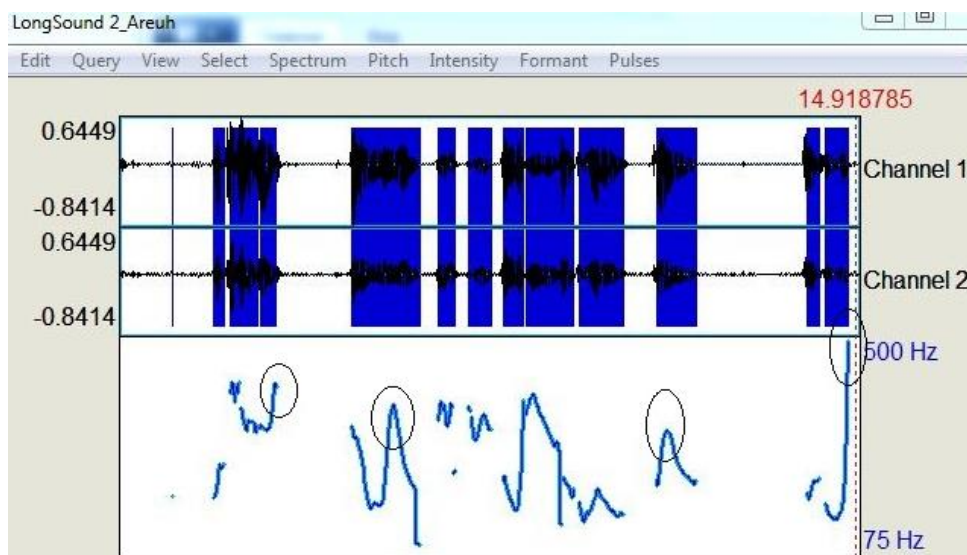 LongSound 2_Areuh
Edit Query View Select Spectrum Pitch Intensity Formant Pulses
14.918785
0.6449
Channel 1
-0.8414
0.6449
Channel 2
-0.8414
500 Hz
75 Hz